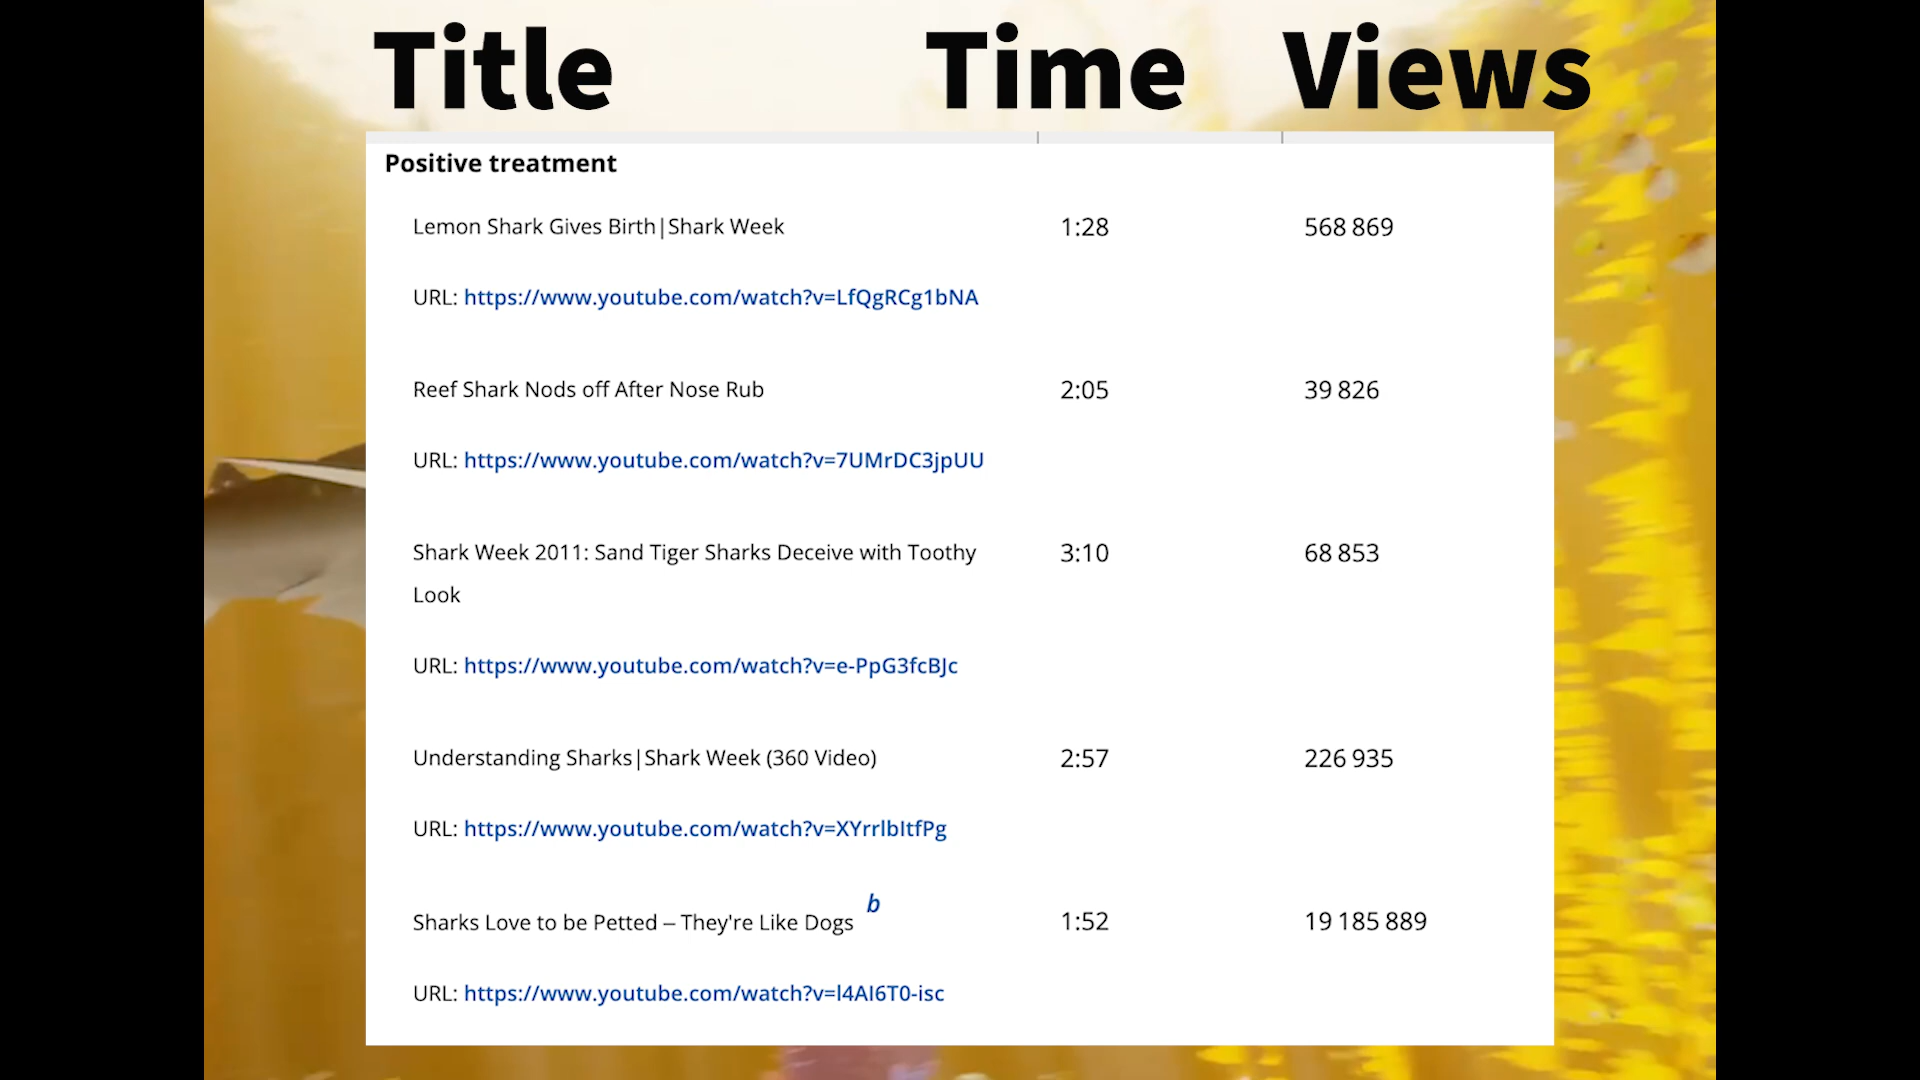 Title Time Views
Positive treatment
Lemon Shark Gives Birth|Shark Week 1:28 568 869
URL: https://www.youtube.com/watch?v=LfQgRCg1bNA
Reef Shark Nods off After Nose Rub 2:05 39 826
URL: https://www.youtube.com/watch?v=7UMrDC3jpUU
Shark Week 2011: Sand Tiger Sharks Deceive with Toothy 3:10 68 853
Look
URL: https://www.youtube.com/watch?v=e-PpG3fcBJc
Understanding Sharks|Shark Week (360 Video) 2:57 226 935
URL: https://www.youtube.com/watch?v=XYrrlbItfPg
Sharks Love to be Petted – They're Like Dogs b 1:52 19 185 889
URL: https://www.youtube.com/watch?v=l4AI6T0-isc